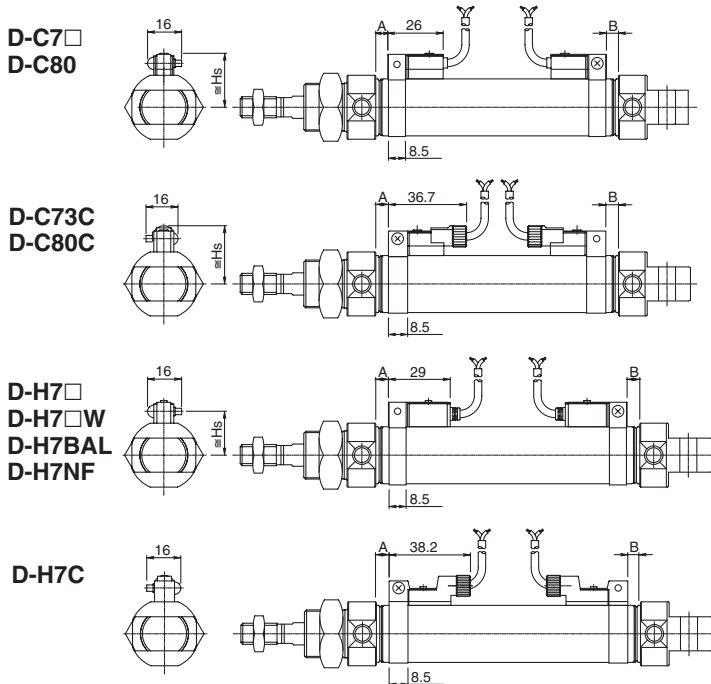 D-C7□
D-C80
16
≅Hs
A
26
B
8.5
D-C73C
D-C80C
16
≅Hs
A
36.7
B
8.5
D-H7□
D-H7□W
D-H7BAL
D-H7NF
16
≅Hs
A
29
B
8.5
D-H7C
16
A
38.2
B
8.5